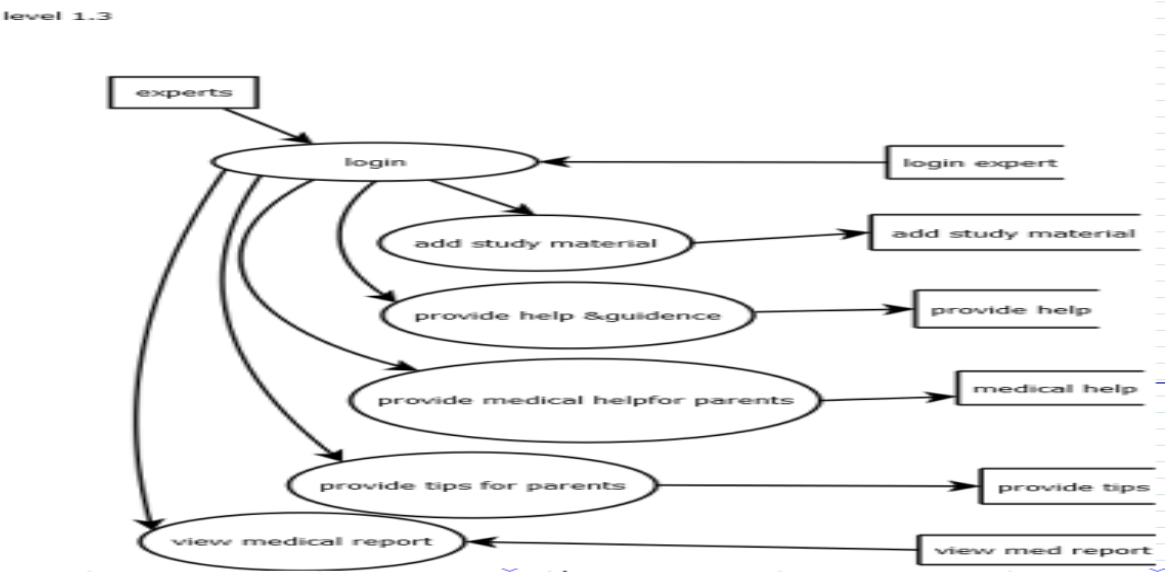 level 1.3
experts
login
login expert
add study material
add study material
provide help &guidence
provide help
provide medical helpfor parents
medical help
provide tips for parents
provide tips
view medical report
view med report